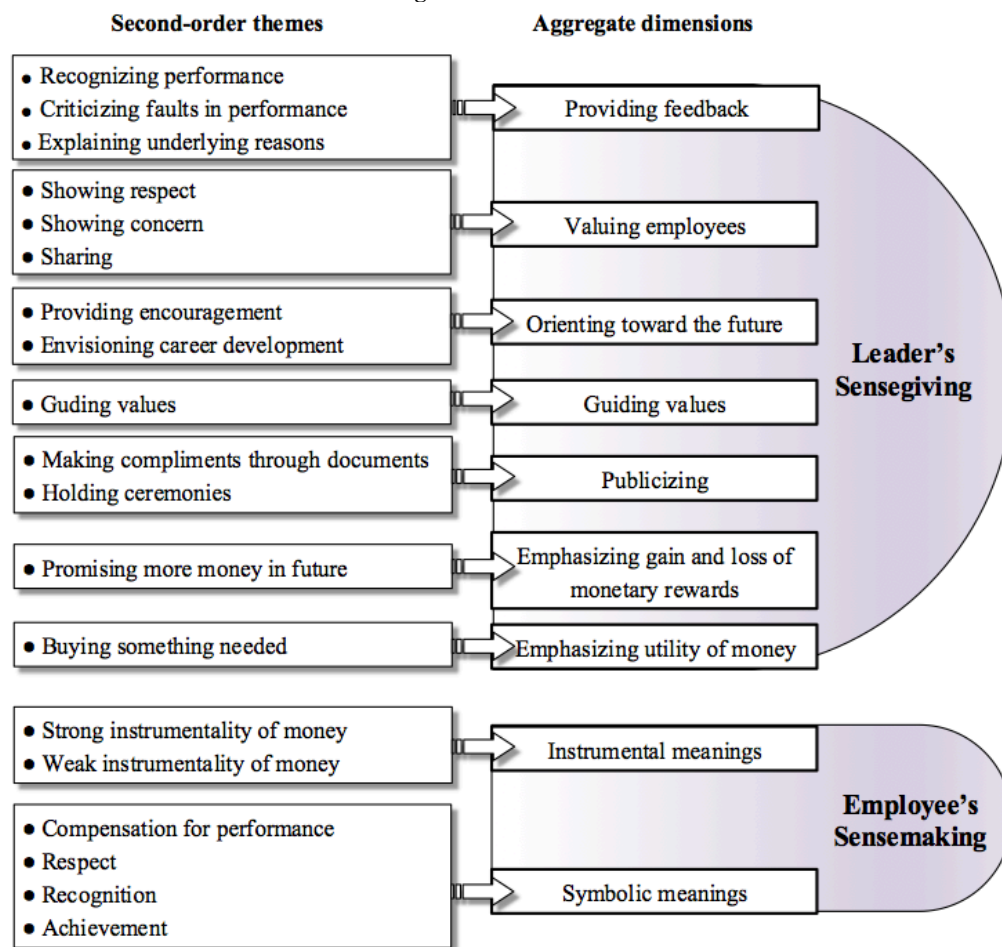 Second-order themes
Aggregate dimensions
● Recognizing performance
● Criticizing faults in performance
● Explaining underlying reasons
Providing feedback
● Showing respect
● Showing concern
● Sharing
Valuing employees
● Providing encouragement
● Envisioning career development
Orienting toward the future
Leader's
Sensegiving
● Guding values
Guiding values
● Making compliments through documents
● Holding ceremonies
Publicizing
● Promising more money in future
Emphasizing gain and loss of
monetary rewards
● Buying something needed
Emphasizing utility of money
● Strong instrumentality of money
● Weak instrumentality of money
Instrumental meanings
Employee's
Sensemaking
● Compensation for performance
● Respect
● Recognition
● Achievement
Symbolic meanings